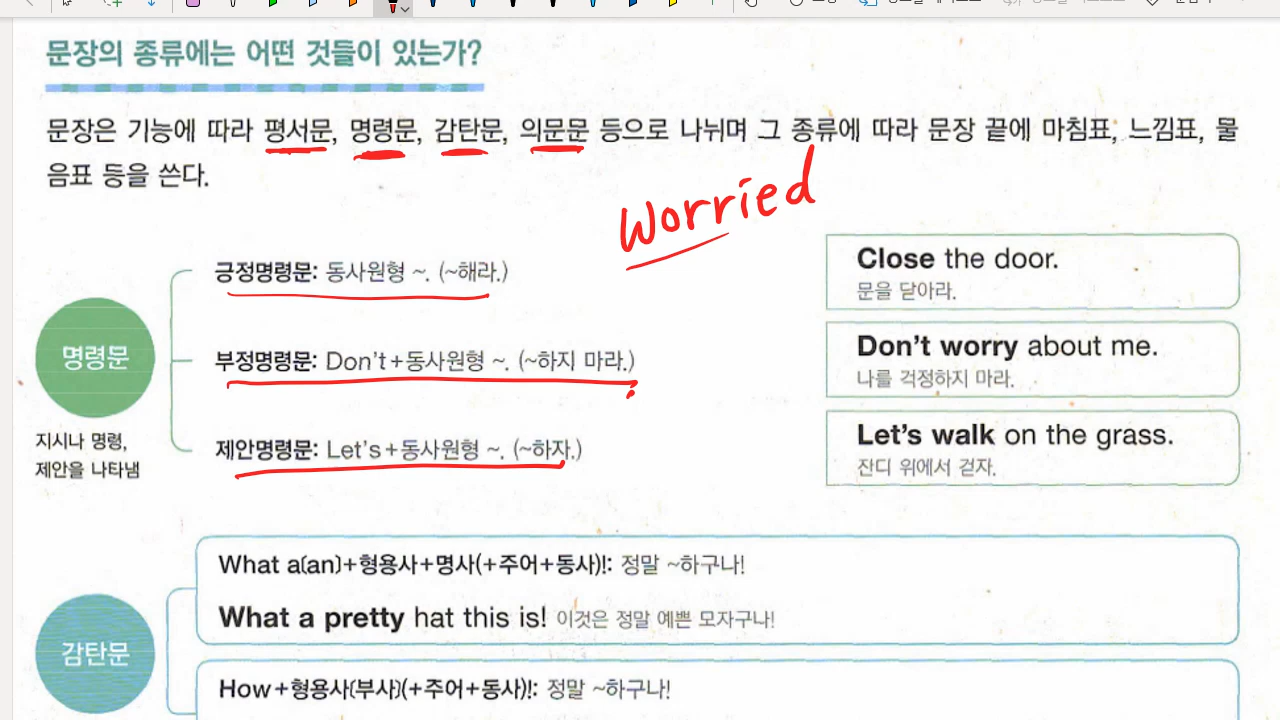 문장의 종류에는 어떤 것들이 있는가?
문장은 기능에 따라 평서문, 명령문, 감탄문, 의문문 등으로 나뉘며 그 종류에 따라 문장 끝에 마침표, 느낌표, 물
음표 등을 쓴다.
worried
명령문
지시나 명령,
제안을 나타냄
긍정명령문: 동사원형 ~. (~해라.)
Close the door.
문을 닫아라.
부정명령문: Don't+동사원형 ~. (~하지 마라.)
Don't worry about me.
나를 걱정하지 마라.
제안명령문: Let's+동사원형 ~. (~하자.)
Let's walk on the grass.
잔디 위에서 걷자.
감탄문
What a(an)+형용사+명사(+주어+동사)!: 정말 ~하구나!
What a pretty hat this is! 이것은 정말 예쁜 모자구나!
How+형용사(부사)(+주어+동사)!: 정말 ~하구나!